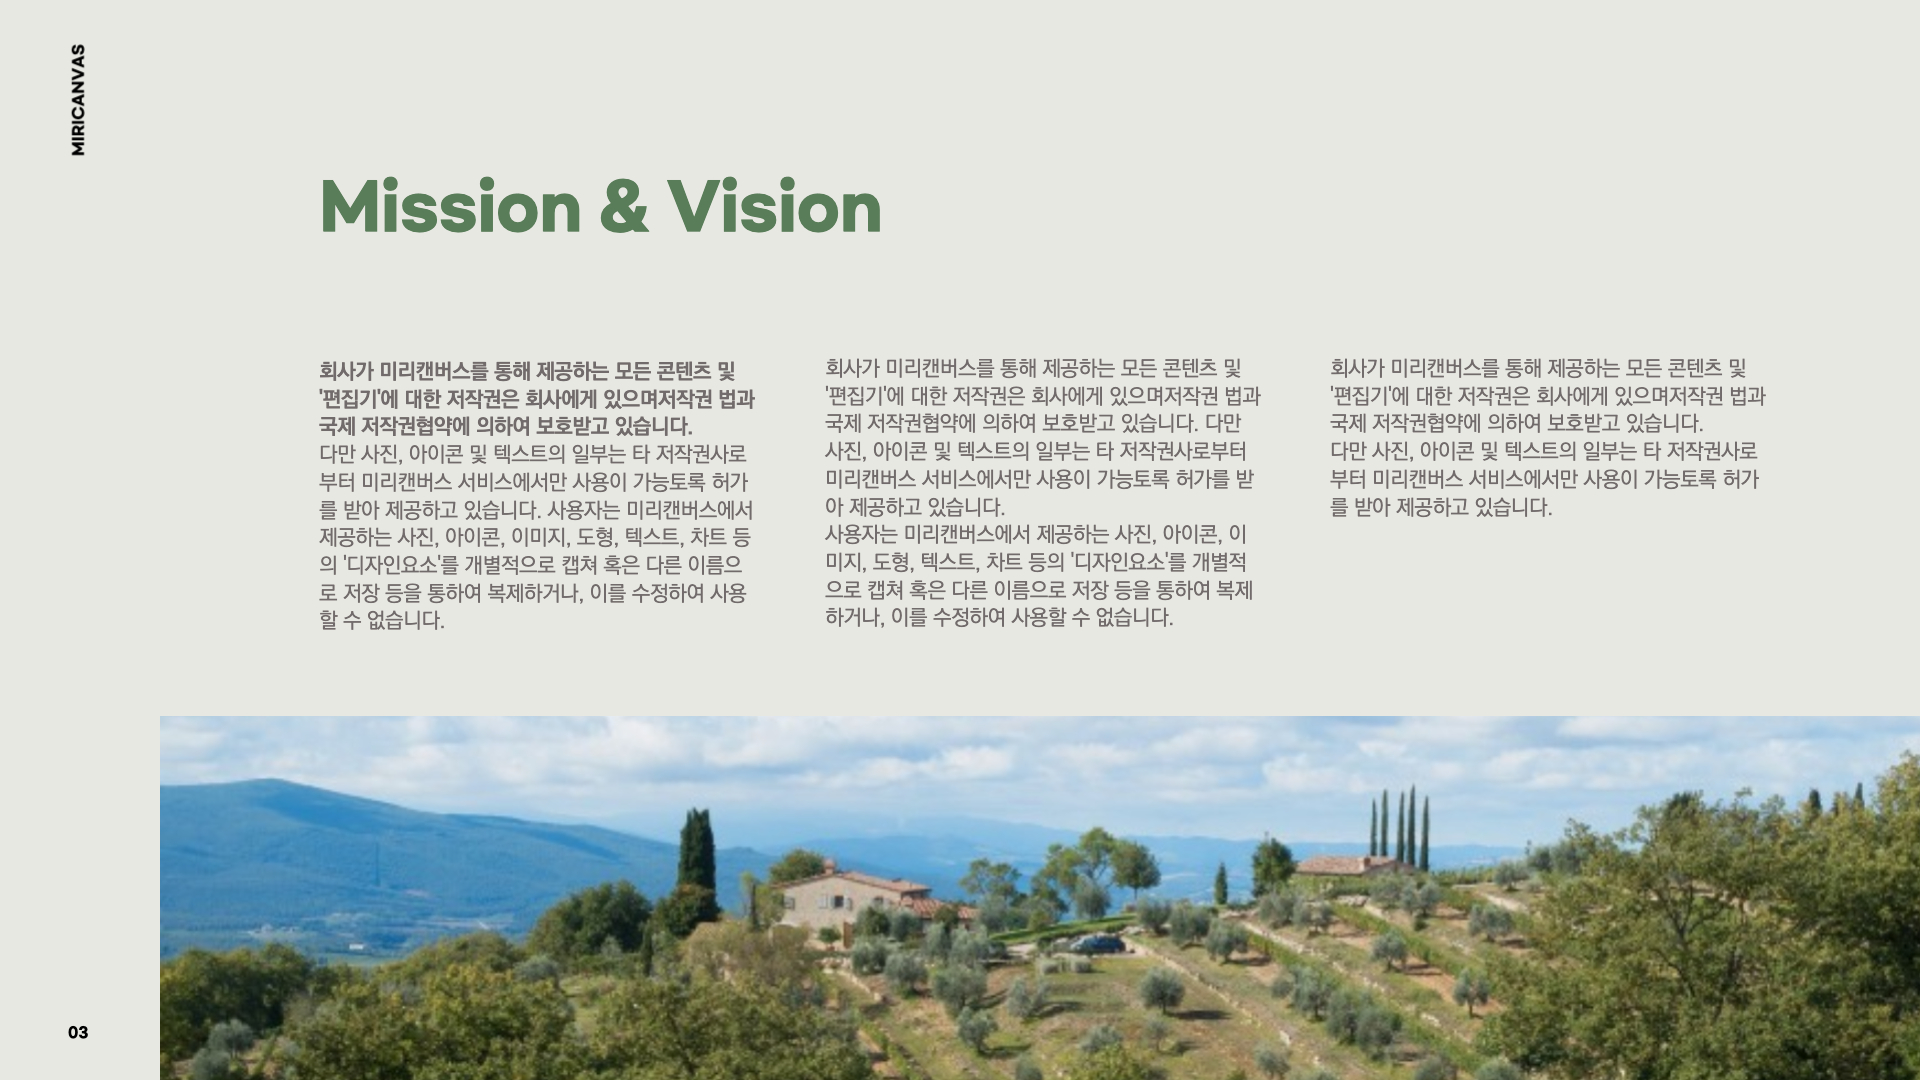 MIRICANVAS
Mission & Vision
회사가 미리캔버스를 통해 제공하는 모든 콘텐츠 및
'편집기'에 대한 저작권은 회사에게 있으며저작권 법과
국제 저작권협약에 의하여 보호받고 있습니다.
다만 사진, 아이콘 및 텍스트의 일부는 타 저작권사로
부터 미리캔버스 서비스에서만 사용이 가능토록 허가
를 받아 제공하고 있습니다. 사용자는 미리캔버스에서
제공하는 사진, 아이콘, 이미지, 도형, 텍스트, 차트 등
의 '디자인요소'를 개별적으로 캡쳐 혹은 다른 이름으
로 저장 등을 통하여 복제하거나, 이를 수정하여 사용
할 수 없습니다.
회사가 미리캔버스를 통해 제공하는 모든 콘텐츠 및
'편집기'에 대한 저작권은 회사에게 있으며저작권 법과
국제 저작권협약에 의하여 보호받고 있습니다. 다만
사진, 아이콘 및 텍스트의 일부는 타 저작권사로부터
미리캔버스 서비스에서만 사용이 가능토록 허가를 받
아 제공하고 있습니다.
사용자는 미리캔버스에서 제공하는 사진, 아이콘, 이
미지, 도형, 텍스트, 차트 등의 '디자인요소'를 개별적
으로 캡쳐 혹은 다른 이름으로 저장 등을 통하여 복제
하거나, 이를 수정하여 사용할 수 없습니다.
회사가 미리캔버스를 통해 제공하는 모든 콘텐츠 및
'편집기'에 대한 저작권은 회사에게 있으며저작권 법과
국제 저작권협약에 의하여 보호받고 있습니다.
다만 사진, 아이콘 및 텍스트의 일부는 타 저작권사로
부터 미리캔버스 서비스에서만 사용이 가능토록 허가
를 받아 제공하고 있습니다.
03